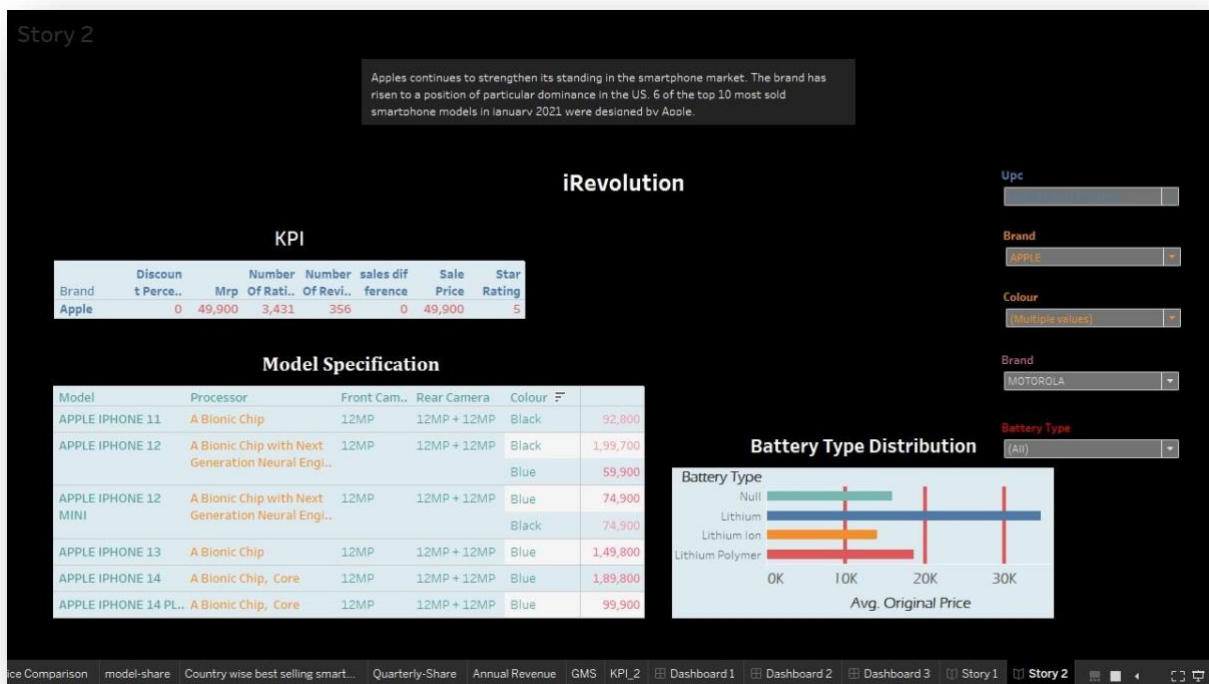 Story 2
Apples continues to strengthen its standing in the smartphone market. The brand has
risen to a position of particular dominance in the US. 6 of the top 10 most sold
smartphone models in january 2021 were designed by Apple.
iRevolution
Upc
Brand
APPLE
Colour
(Multiple values)
Brand
MOTOROLA
Battery Type
(All)
KPI
Brand Discoun t Perce.. Mrp Number Of Rati.. Number Of Revi.. sales dif ference Sale Price Star Rating
Apple 0 49,900 3,431 356 0 49,900 5
Model Specification
Model Processor Front Cam.. Rear Camera Colour
APPLE IPHONE 11 A Bionic Chip 12MP 12MP + 12MP Black 92,800
APPLE IPHONE 12 A Bionic Chip with Next 12MP 12MP + 12MP Black 1,99,700
Generation Neural Engi.. Blue 59,900
APPLE IPHONE 12 A Bionic Chip with Next 12MP 12MP + 12MP Blue 74,900
MINI Generation Neural Engi.. Black 74,900
APPLE IPHONE 13 A Bionic Chip 12MP 12MP + 12MP Blue 1,49,800
APPLE IPHONE 14 A Bionic Chip, Core 12MP 12MP + 12MP Blue 1,89,800
APPLE IPHONE 14 PL.. A Bionic Chip, Core 12MP 12MP + 12MP Blue 99,900
Battery Type Distribution
Battery Type
Null
Lithium
Lithium Ion
Lithium Polymer
0K 10K 20K 30K
Avg. Original Price
ice Comparison model-share Country wise best selling smart... Quarterly-Share Annual Revenue GMS KPI_2 Dashboard 1 Dashboard 2 Dashboard 3 Story 1 Story 2